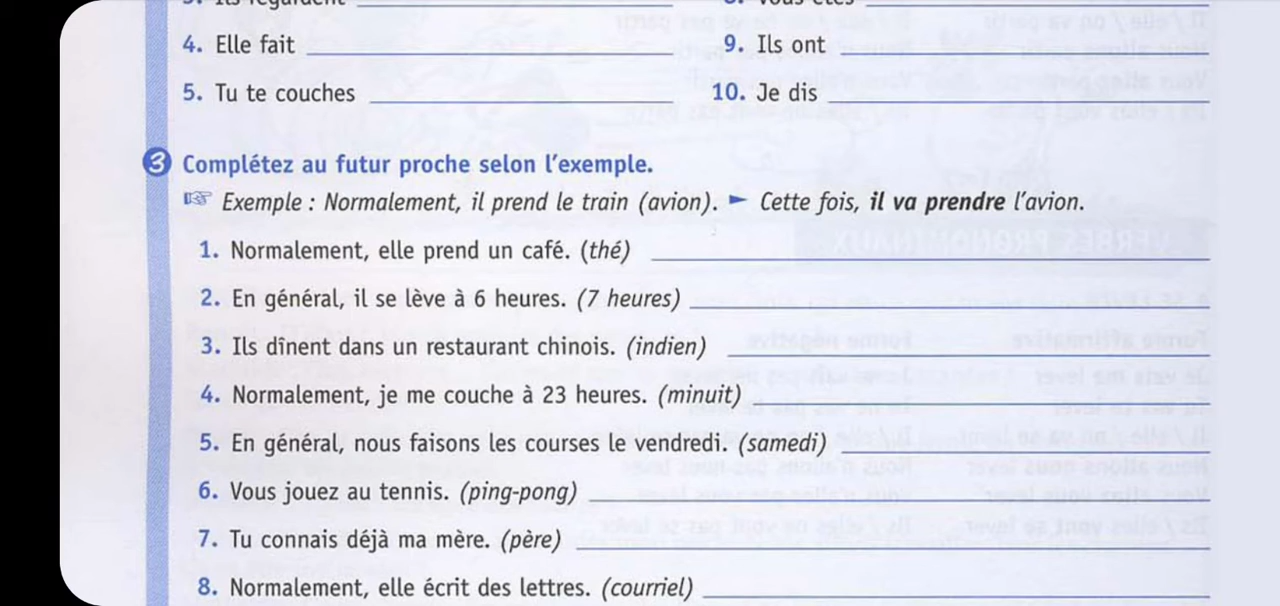 4. Elle fait 9. Ils ont
5. Tu te couches 10. Je dis
3 Complétez au futur proche selon l'exemple.
☞ Exemple : Normalement, il prend le train (avion). ► Cette fois, il va prendre l'avion.
1. Normalement, elle prend un café. (thé)
2. En général, il se lève à 6 heures. (7 heures)
3. Ils dînent dans un restaurant chinois. (indien)
4. Normalement, je me couche à 23 heures. (minuit)
5. En général, nous faisons les courses le vendredi. (samedi)
6. Vous jouez au tennis. (ping-pong)
7. Tu connais déjà ma mère. (père)
8. Normalement, elle écrit des lettres. (courriel)